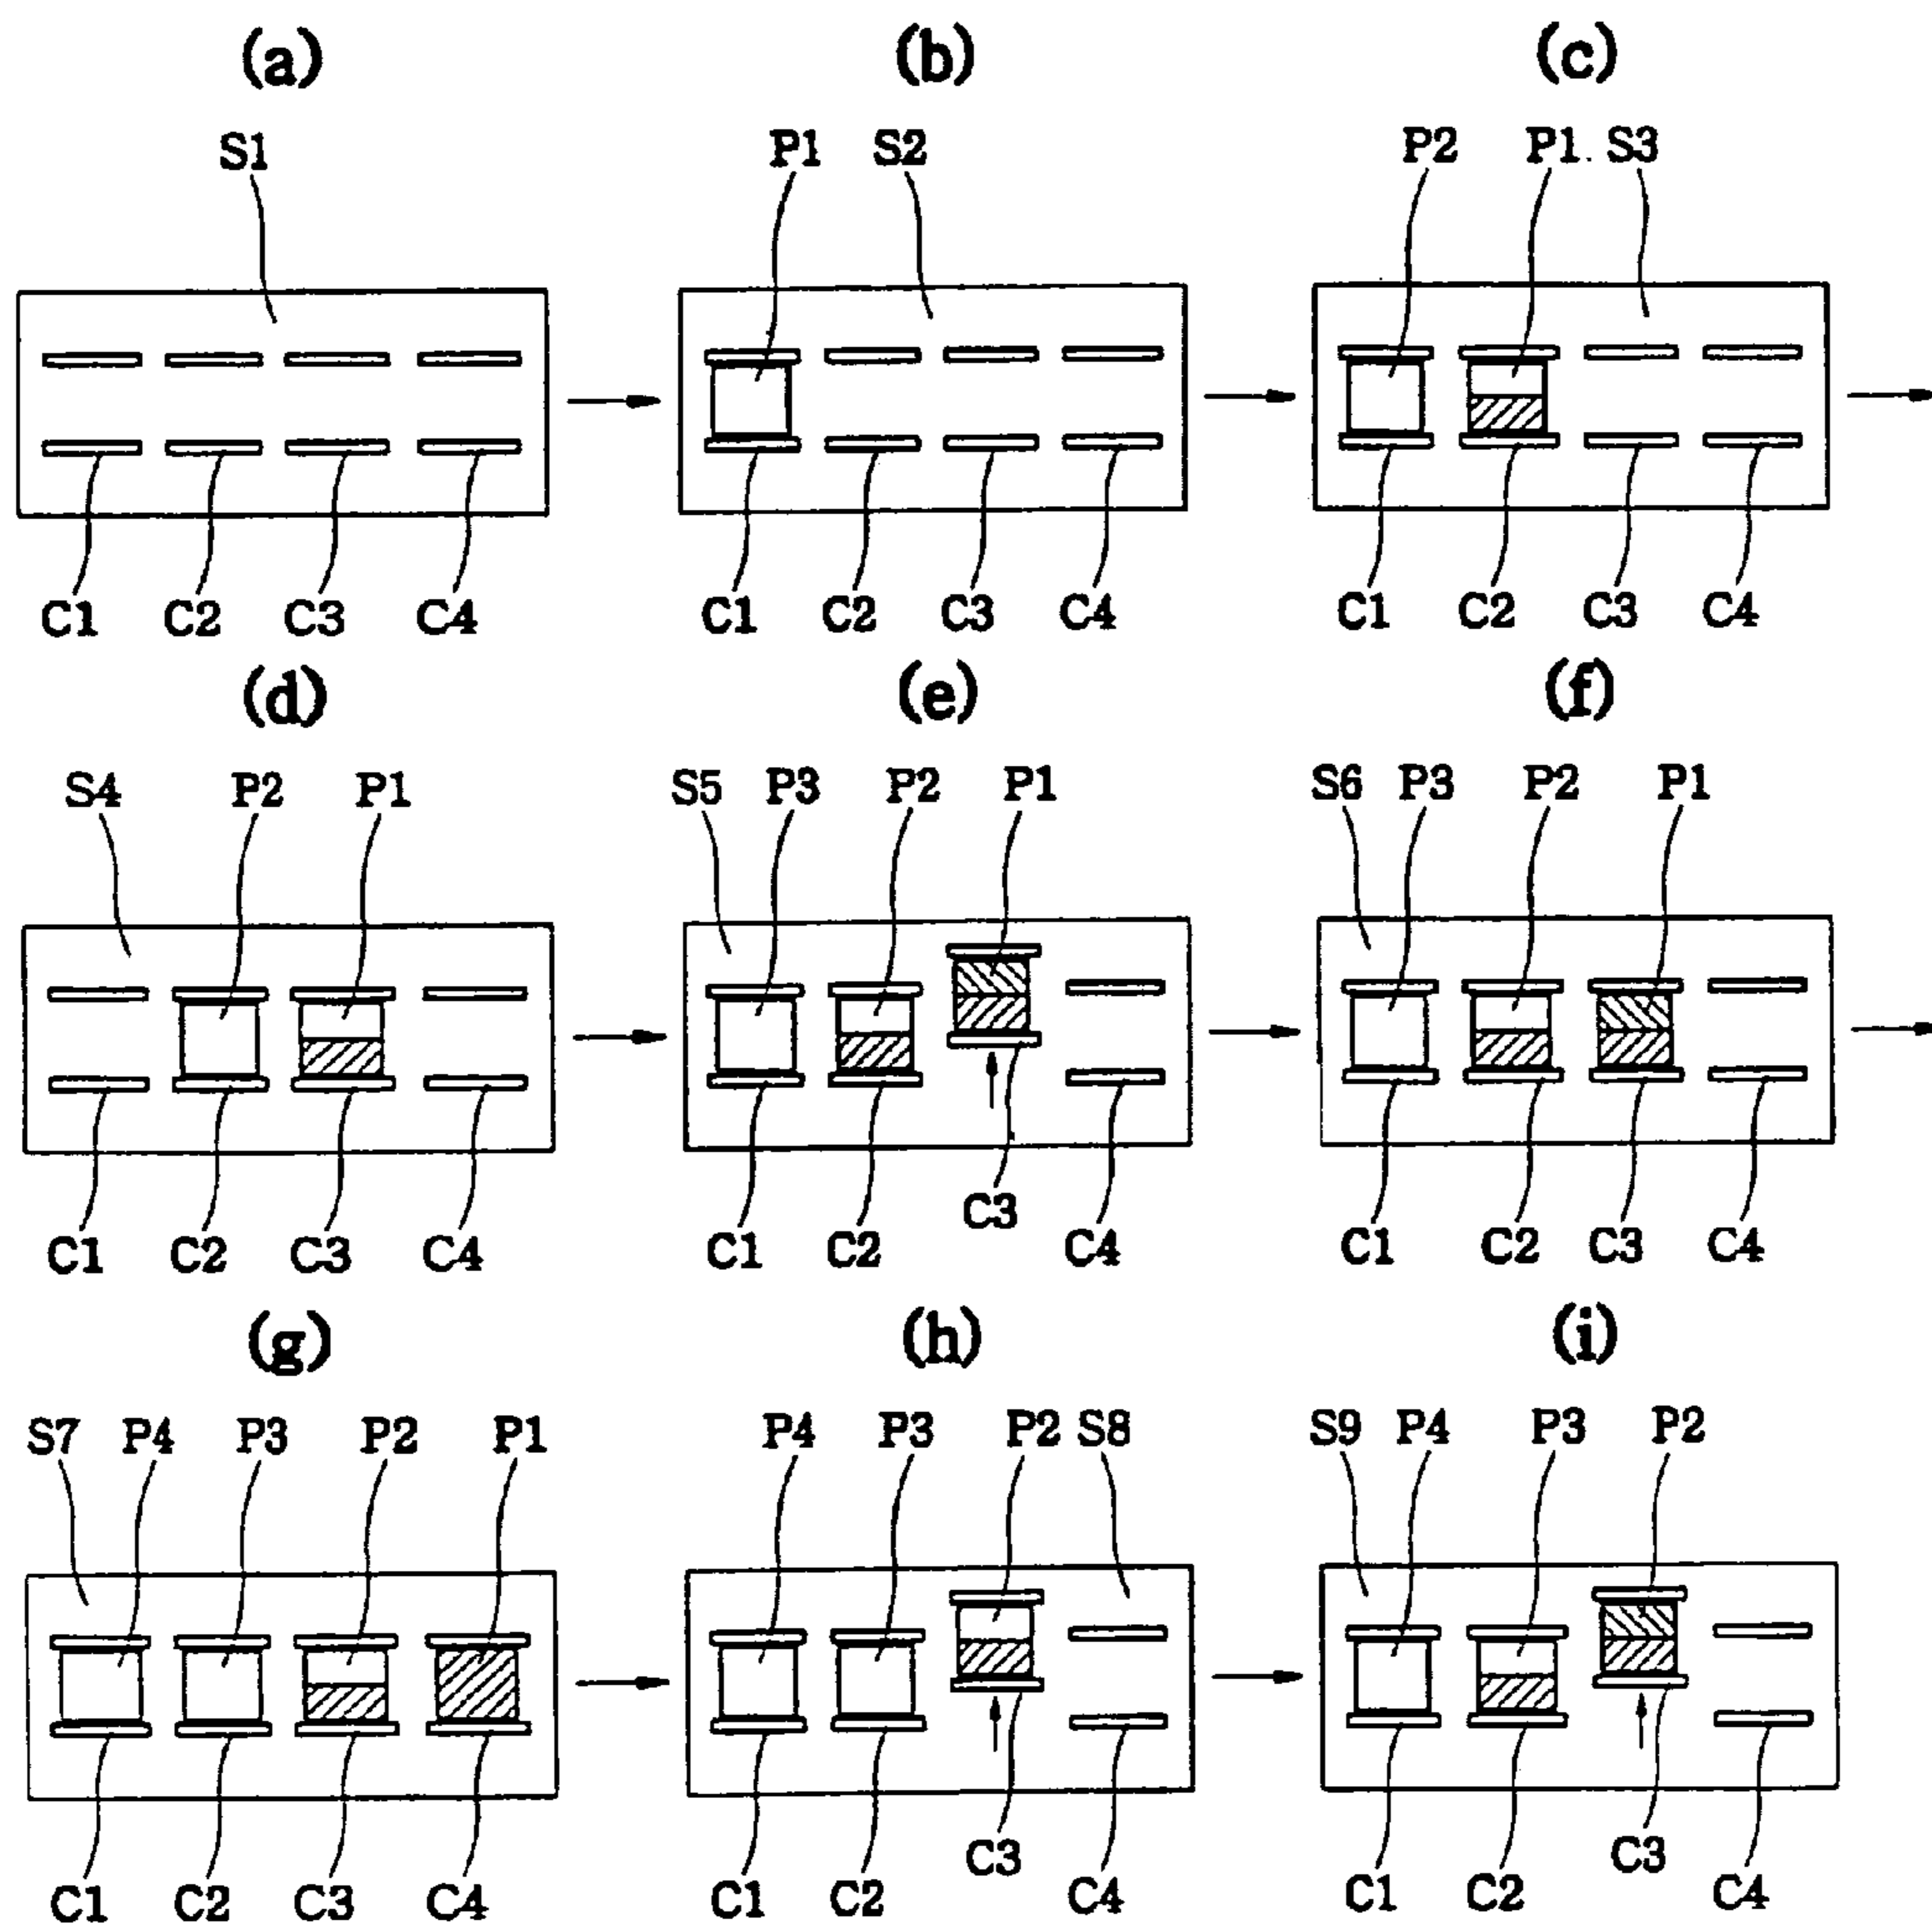 (a) (b) (c)
S1 P1 S2 P2 P1. S3
C1 C2 C3 C4 C1 C2 C3 C4 C1 C2 C3 C4
(d) (e) (f)
S4 P2 P1 S5 P3 P2 P1 S6 P3 P2 P1
C1 C2 C3 C4 C1 C2 C3 C4 C1 C2 C3 C4
(g) (h) (i)
S7 P4 P3 P2 P1 P4 P3 P2 S8 S9 P4 P3 P2
C1 C2 C3 C4 C1 C2 C3 C4 C1 C2 C3 C4